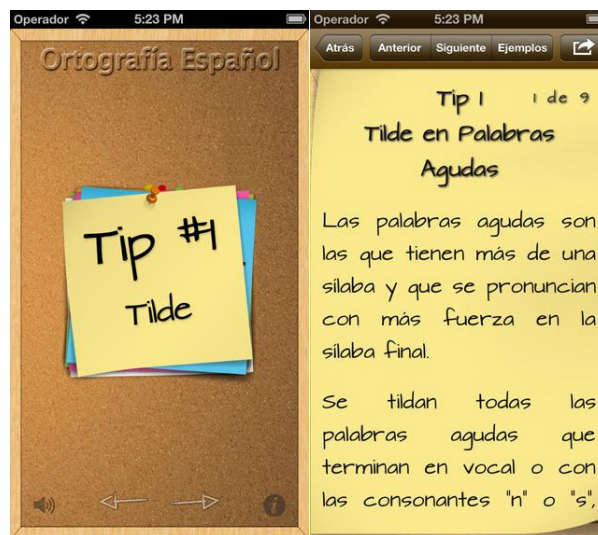 Operador 5:23 PM
Ortografía Español
Tip #1
Tilde
Operador 5:23 PM
Atrás Anterior Siguiente Ejemplos
Tip 1 1 de 9
Tilde en Palabras
Agudas
Las palabras agudas son
las que tienen más de una
sílaba y que se pronuncian
con más fuerza en la
sílaba final.
Se tildan todas las
palabras agudas que
terminan en vocal o con
las consonantes "n" o "s",